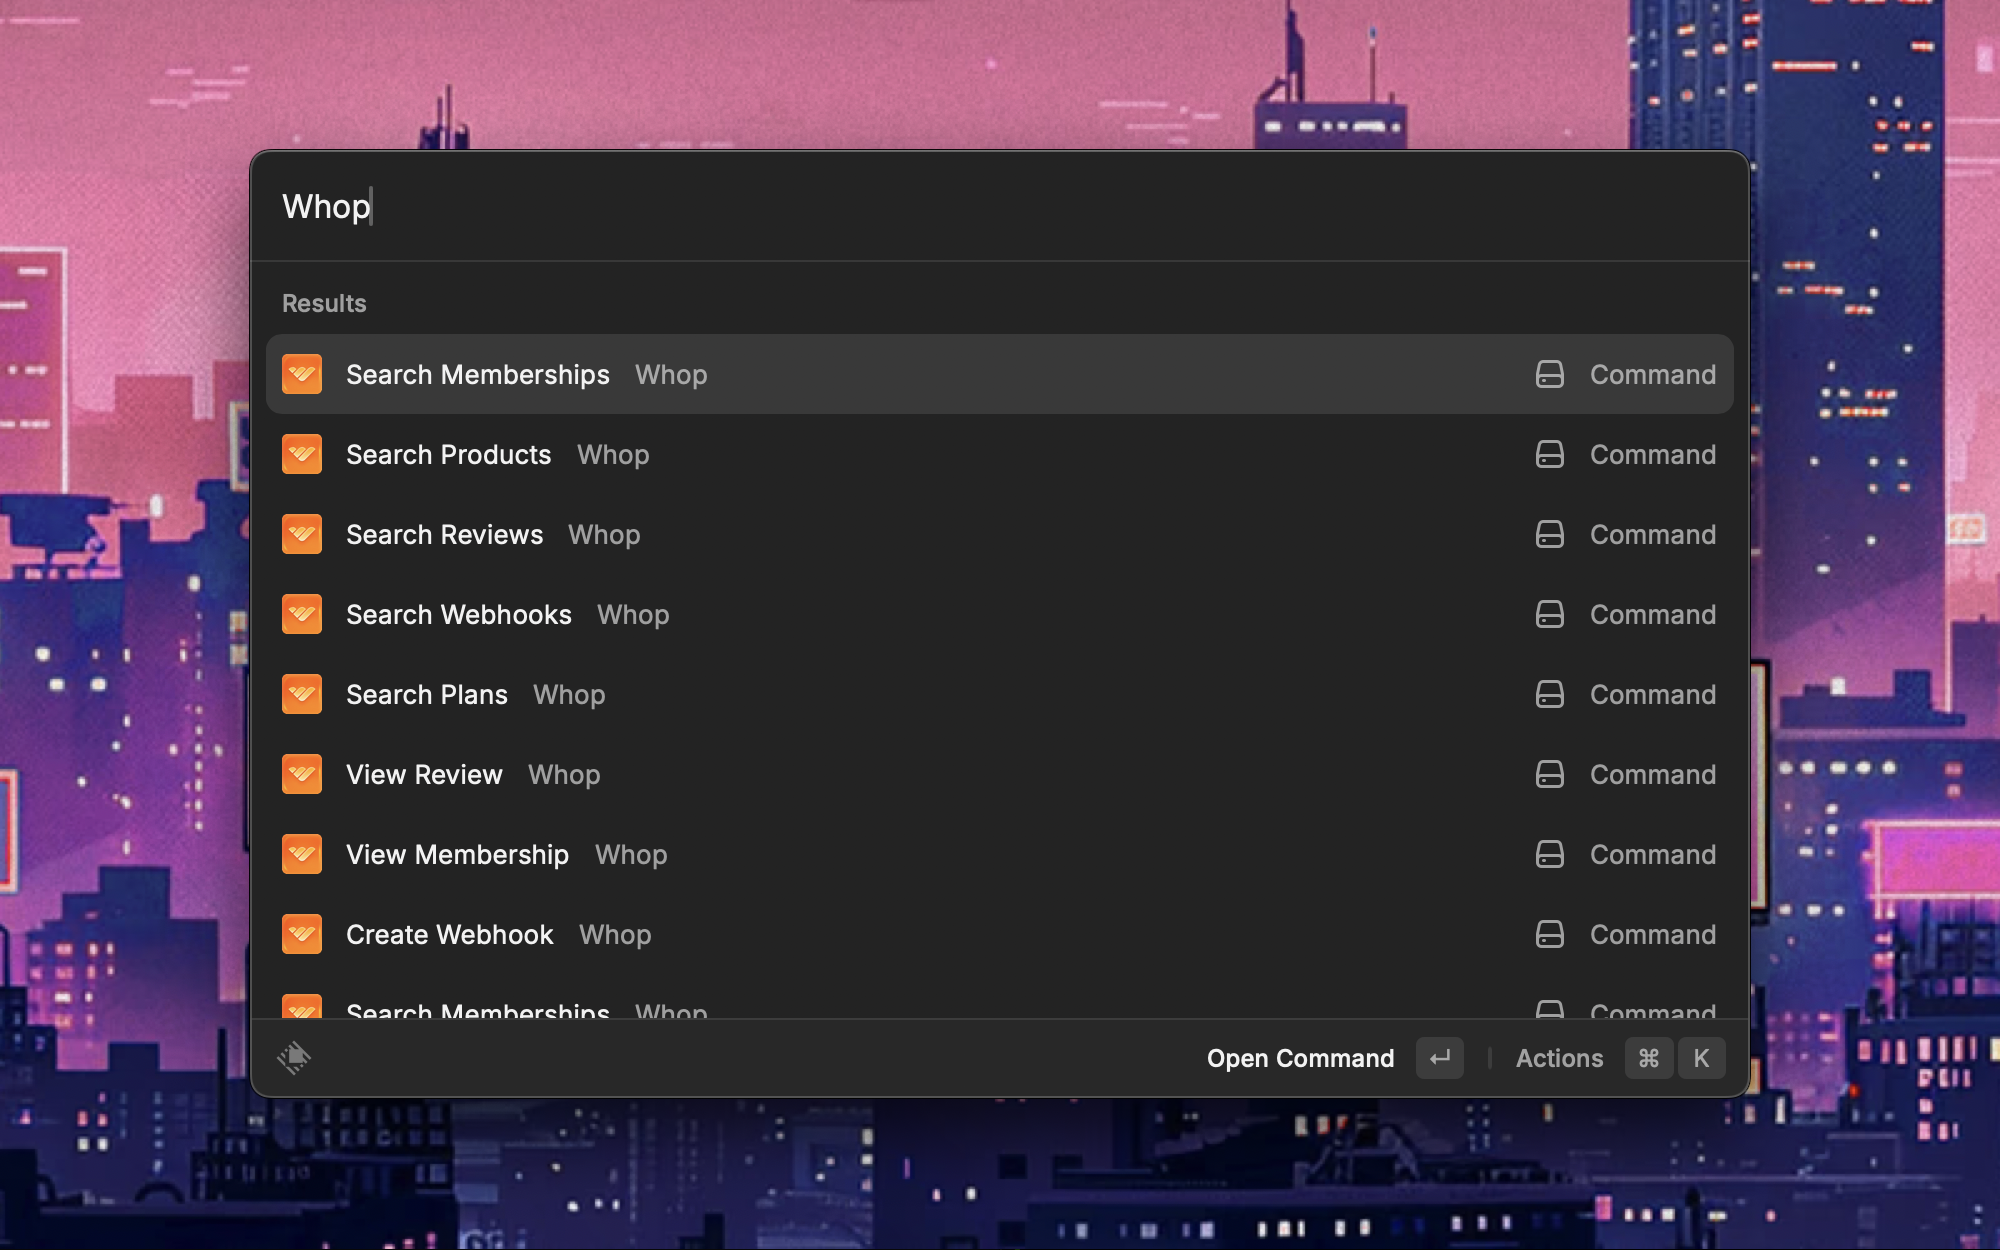 Whop
Results
Search Memberships Whop Command
Search Products Whop Command
Search Reviews Whop Command
Search Webhooks Whop Command
Search Plans Whop Command
View Review Whop Command
View Membership Whop Command
Create Webhook Whop Command
Search Memberships Whop Command
Open Command ↵ Actions ⌘ K